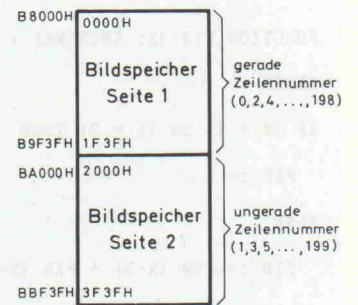 B8000H 0000H
Bildspeicher
Seite 1
gerade
Zeilennummer
(0,2,4,...,198)
B9F3FH 1F3FH
BA000H 2000H
Bildspeicher
Seite 2
ungerade
Zeilennummer
(1,3,5,...,199)
BBF3FH 3F3FH